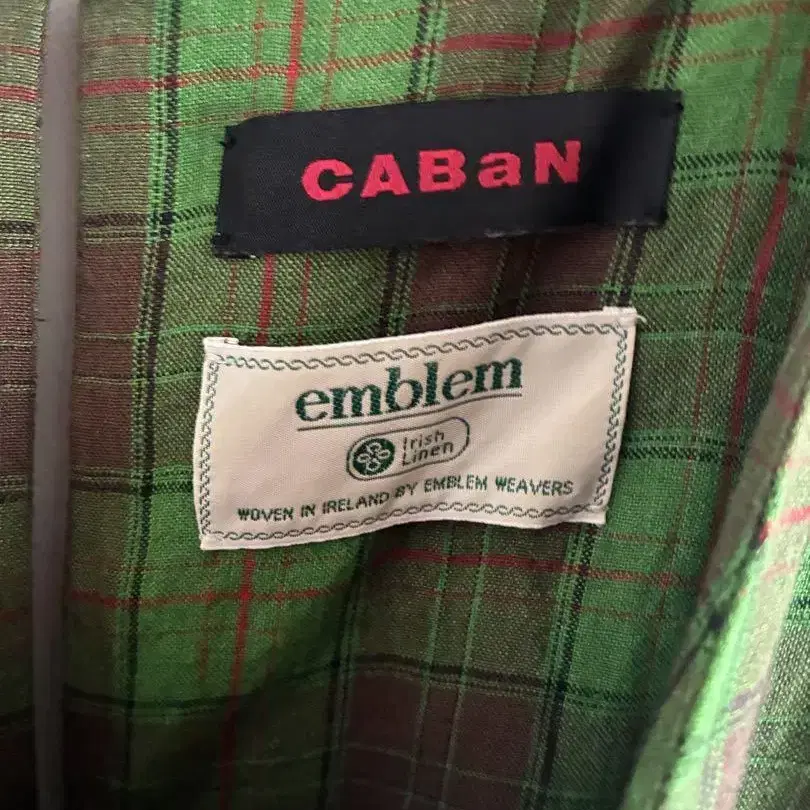 CABaN
emblem
Irish
Linen
WOVEN IN IRELAND BY EMBLEM WEAVERS